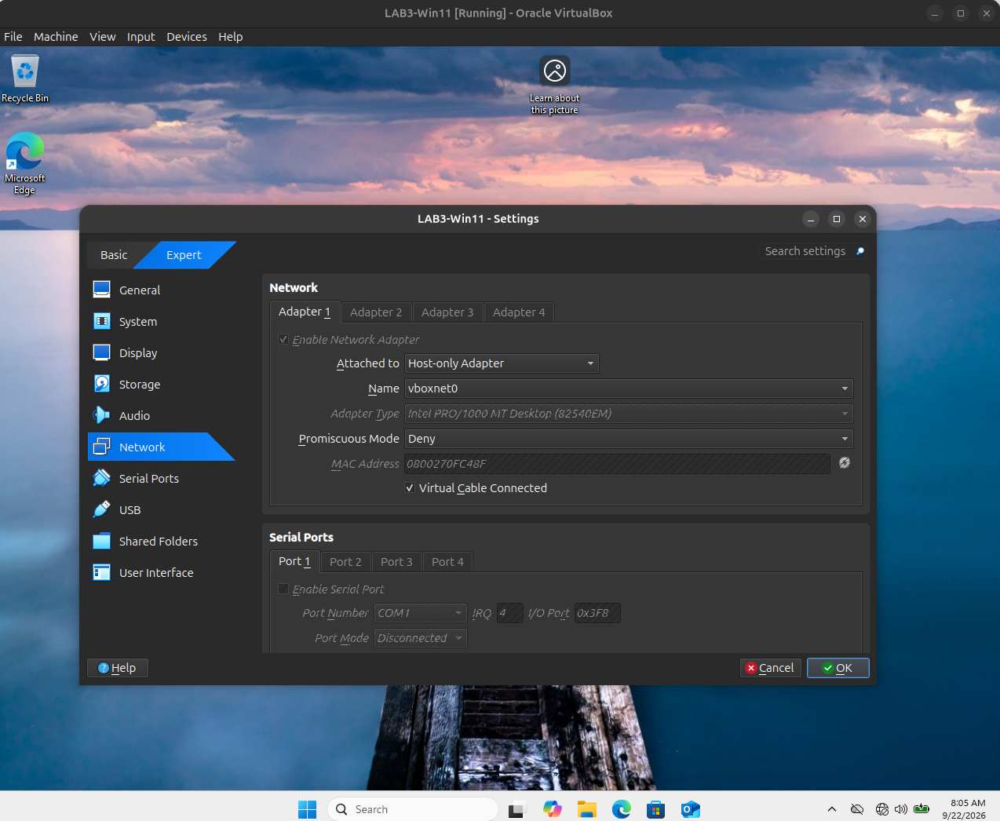 LAB3-Win11 [Running] - Oracle VirtualBox
File Machine View Input Devices Help
Recycle Bin
Learn about
this picture
Microsoft
Edge
LAB3-Win11 - Settings
Basic Expert
Search settings
General
System
Display
Storage
Audio
Network
Serial Ports
USB
Shared Folders
User Interface
Network
Adapter 1 Adapter 2 Adapter 3 Adapter 4
Enable Network Adapter
Attached to Host-only Adapter
Name vboxnet0
Adapter Type Intel PRO/1000 MT Desktop (82540EM)
Promiscuous Mode Deny
MAC Address 0800270FC48F
Virtual Cable Connected
Serial Ports
Port 1 Port 2 Port 3 Port 4
Enable Serial Port
Port Number COM1 IRQ 4 I/O Port 0x3F8
Port Mode Disconnected
Help Cancel OK
Search
8:05 AM
9/22/2026